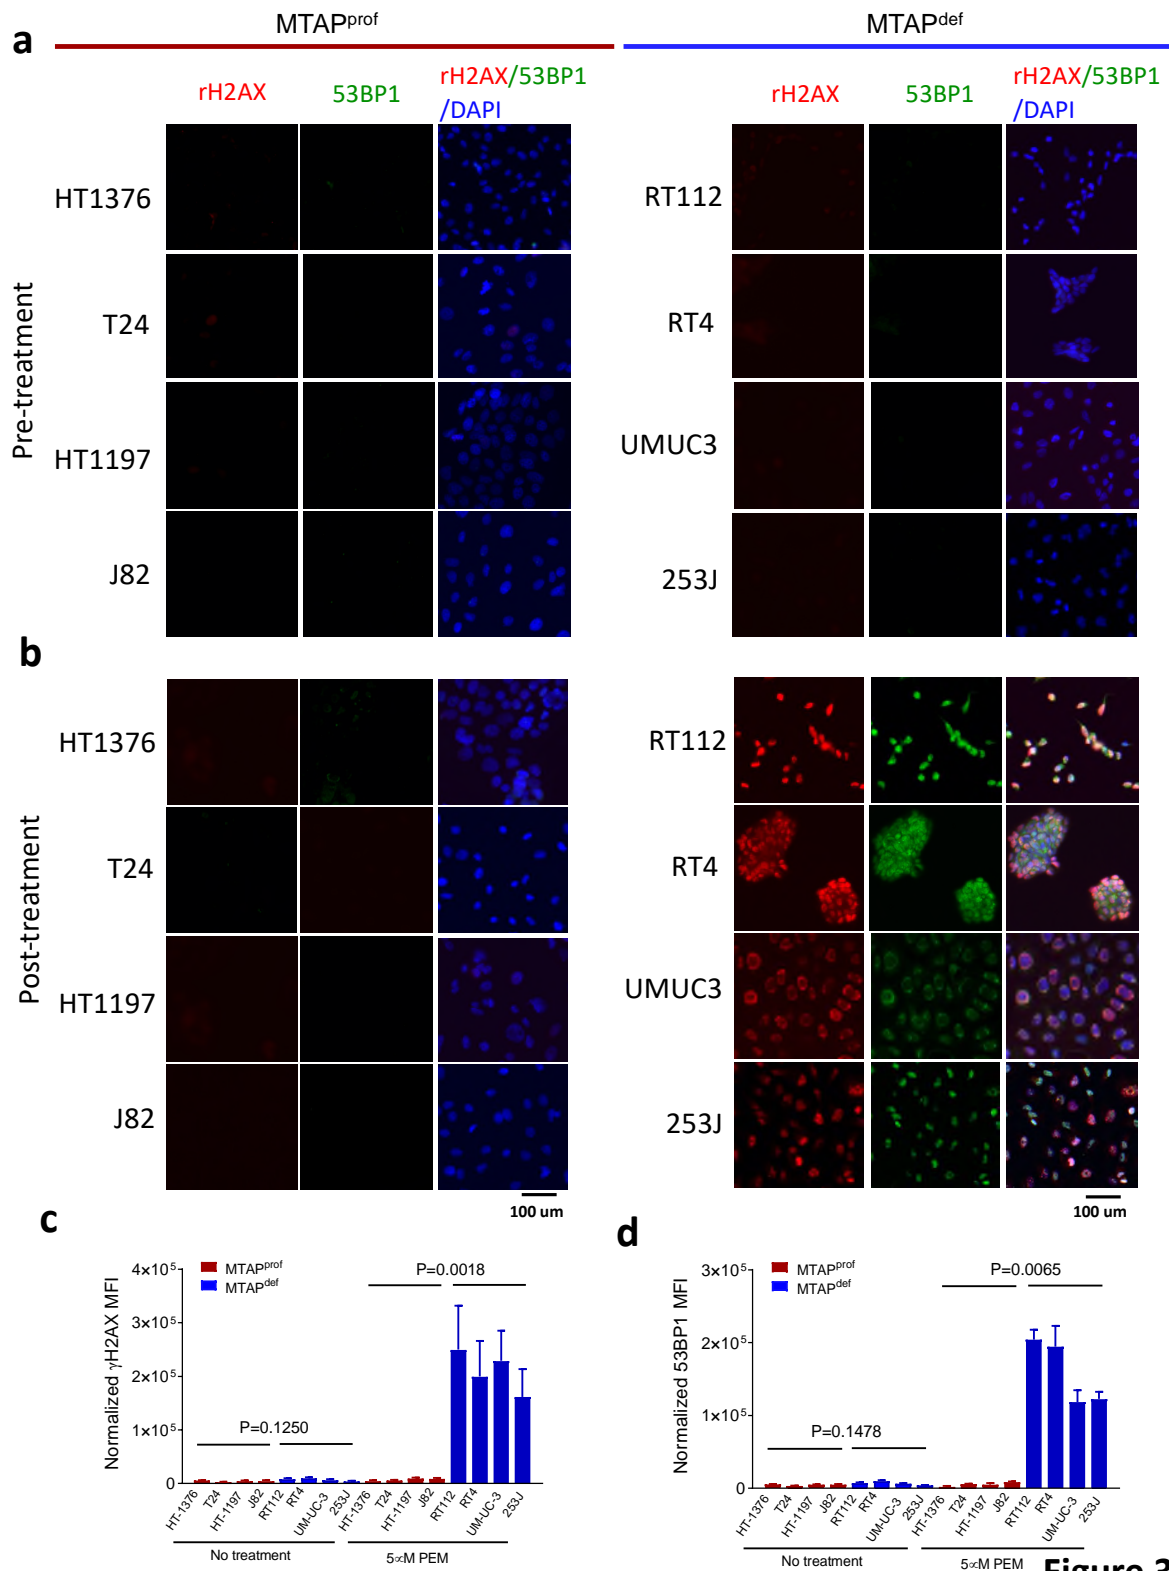 a
MTAPprof
MTAPdef
rH2AX
53BP1
rH2AX/53BP1
/DAPI
rH2AX
53BP1
rH2AX/53BP1
/DAPI
Pre-treatment
HT1376
T24
HT1197
J82
RT112
RT4
UMUC3
253J
b
Post-treatment
HT1376
T24
HT1197
J82
100 um
RT112
RT4
UMUC3
253J
100 um
c
MTAPprof
MTAPdef
Normalized γH2AX MFI
4×10⁵
3×10⁵
2×10⁵
1×10⁵
0
P=0.1250
P=0.0018
HT-1376
T24
HT-1197
J82
RT112
RT4
UM-UC-3
253J
HT-1376
T24
HT-1197
J82
RT112
RT4
UM-UC-3
253J
No treatment
5∝M PEM
d
MTAPprof
MTAPdef
Normalized 53BP1 MFI
3×10⁵
2×10⁵
1×10⁵
0
P=0.1478
P=0.0065
HT-1376
T24
HT-1197
J82
RT112
RT4
UM-UC-3
253J
HT-1376
T24
HT-1197
J82
RT112
RT4
UM-UC-3
253J
No treatment
5∝M PEM
Figure 3